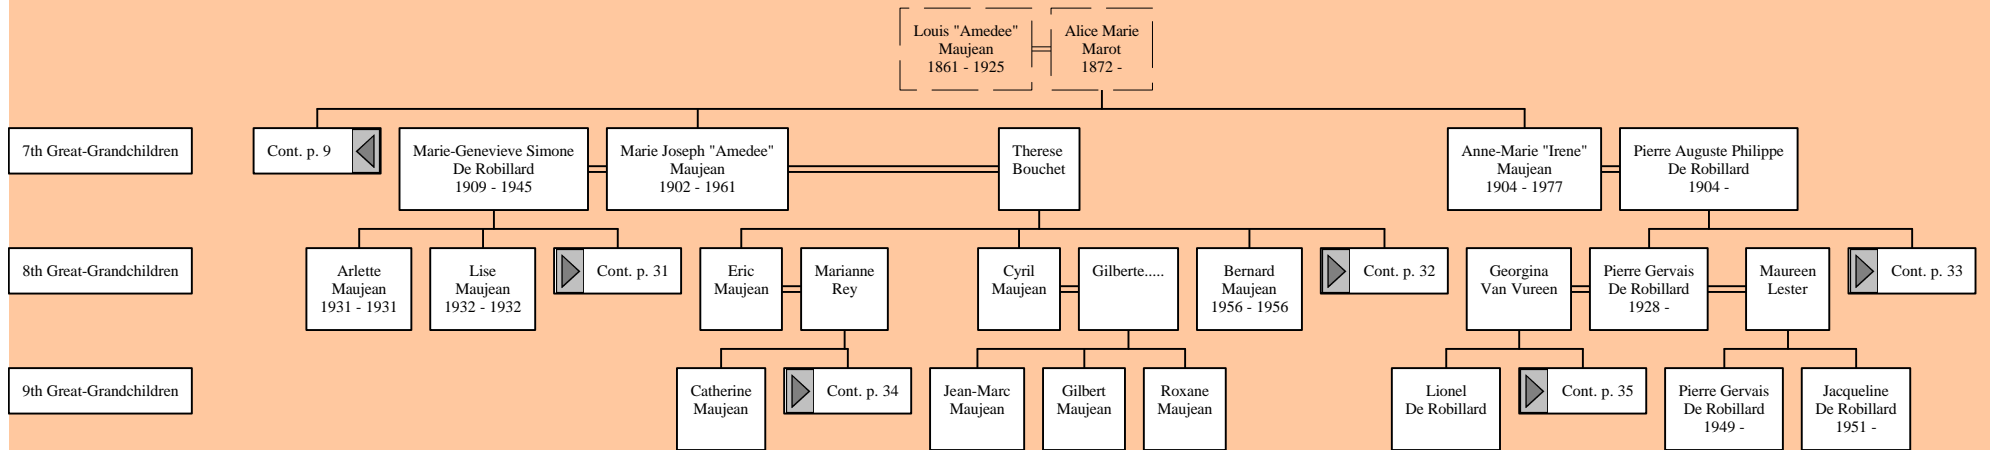 Louis "Amedee"
Maujean
1861 - 1925
Alice Marie
Marot
1872 -
7th Great-Grandchildren
Cont. p. 9
Marie-Genevieve Simone
De Robillard
1909 - 1945
Marie Joseph "Amedee"
Maujean
1902 - 1961
Therese
Bouchet
Anne-Marie "Irene"
Maujean
1904 - 1977
Pierre Auguste Philippe
De Robillard
1904 -
8th Great-Grandchildren
Arlette
Maujean
1931 - 1931
Lise
Maujean
1932 - 1932
Cont. p. 31
Eric
Maujean
Marianne
Rey
Cyril
Maujean
Gilberte.....
Bernard
Maujean
1956 - 1956
Cont. p. 32
Georgina
Van Vureen
Pierre Gervais
De Robillard
1928 -
Maureen
Lester
Cont. p. 33
9th Great-Grandchildren
Catherine
Maujean
Cont. p. 34
Jean-Marc
Maujean
Gilbert
Maujean
Roxane
Maujean
Lionel
De Robillard
Cont. p. 35
Pierre Gervais
De Robillard
1949 -
Jacqueline
De Robillard
1951 -